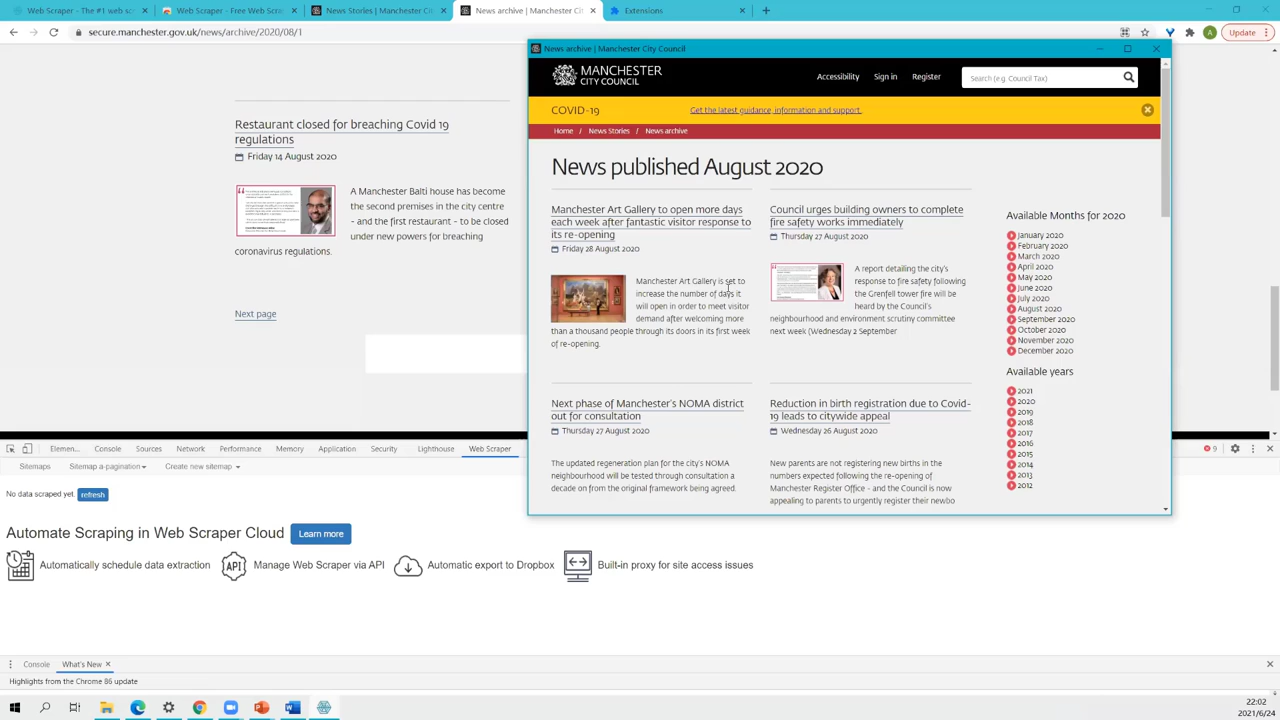 Web Scraper - The #1 web scr
Web Scraper - Free Web Scra
News Stories | Manchester Cit
News archive | Manchester Cit
Extensions
secure.manchester.gov.uk/news/archive/2020/08/1
A
Update
Restaurant closed for breaching Covid 19
regulations
Friday 14 August 2020
A Manchester Balti house has become
the second premises in the city centre
- and the first restaurant - to be closed
under new powers for breaching
coronavirus regulations.
Next page
News archive | Manchester City Council
MANCHESTER
CITY COUNCIL
Accessibility
Sign in
Register
Search (e.g. Council Tax)
COVID-19
Get the latest guidance, information and support.
Home / News Stories / News archive
News published August 2020
Manchester Art Gallery to open more days
each week after fantastic visitor response to
its re-opening
Friday 28 August 2020
Manchester Art Gallery is set to
increase the number of days it
will open in order to meet visitor
demand after welcoming more
than a thousand people through its doors in its first week
of re-opening.
Council urges building owners to complete
fire safety works immediately
Thursday 27 August 2020
A report detailing the city's
response to fire safety following
the Grenfell tower fire will be
heard by the Council's
neighbourhood and environment scrutiny committee
next week (Wednesday 2 September
Next phase of Manchester's NOMA district
out for consultation
Thursday 27 August 2020
The updated regeneration plan for the city's NOMA
neighbourhood will be tested through consultation a
decade on from the original framework being agreed.
Reduction in birth registration due to Covid-
19 leads to citywide appeal
Wednesday 26 August 2020
New parents are not registering new births in the
numbers expected following the re-opening of
Manchester Register Office - and the Council is now
appealing to parents to urgently register their newbo
Available Months for 2020
January 2020
February 2020
March 2020
April 2020
May 2020
June 2020
July 2020
August 2020
September 2020
October 2020
November 2020
December 2020
Available years
2021
2020
2019
2018
2017
2016
2015
2014
2013
2012
Elemen...
Console
Sources
Network
Performance
Memory
Application
Security
Lighthouse
Web Scraper
9
Sitemaps
Sitemap a-pagination
Create new sitemap
No data scraped yet
refresh
Automate Scraping in Web Scraper Cloud
Learn more
Automatically schedule data extraction
API
Manage Web Scraper via API
Automatic export to Dropbox
Built-in proxy for site access issues
Console
What's New
Highlights from the Chrome 86 update
22:02
2021/6/24